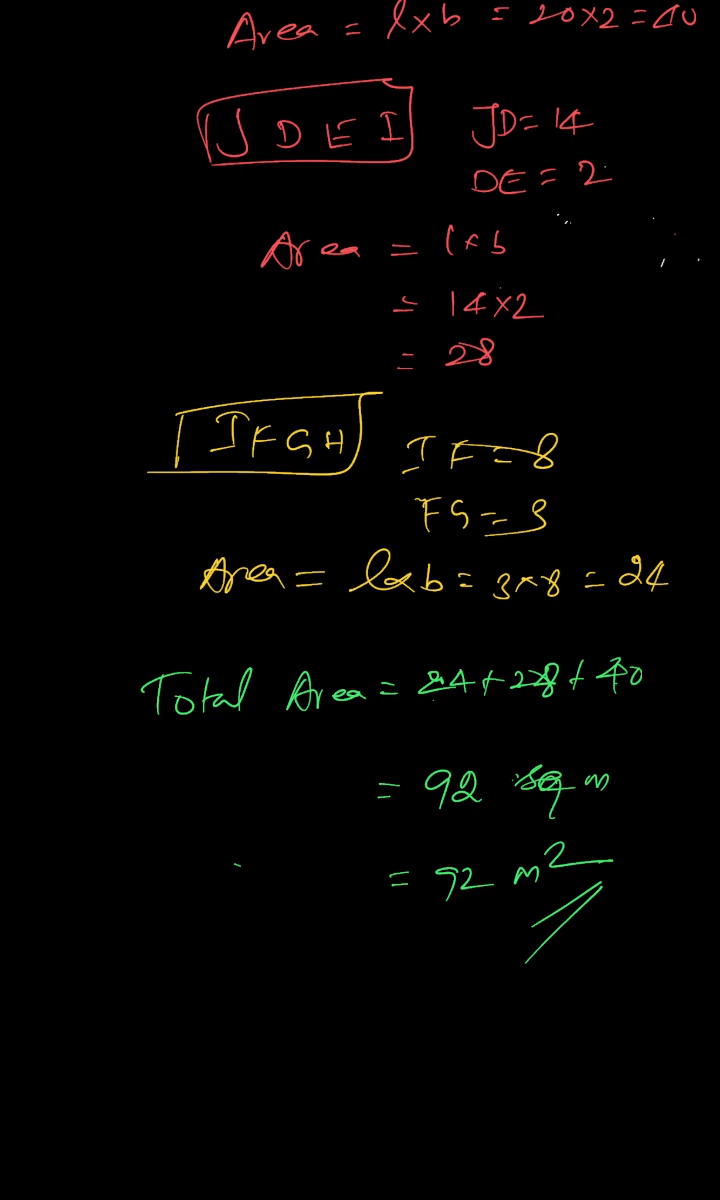 Area = l×b = 20×2 = 40
JDEI JD = 14
DE = 2
Area = l×b
= 14×2
= 28
IFGH IF = 8
FG = 3
Area = l×b = 3×8 = 24
Total Area = 24+28+40
= 92 sq m
= 92 m²